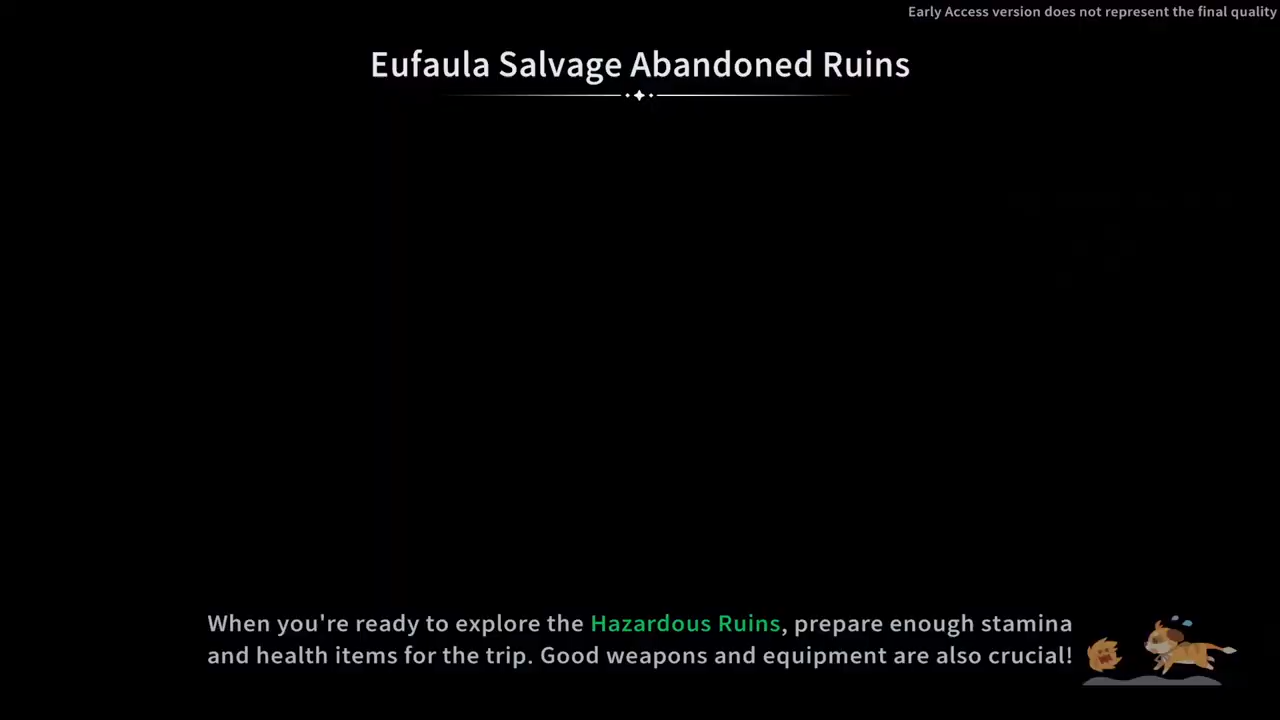 Early Access version does not represent the final quality
Eufaula Salvage Abandoned Ruins
When you're ready to explore the Hazardous Ruins, prepare enough stamina
and health items for the trip. Good weapons and equipment are also crucial!